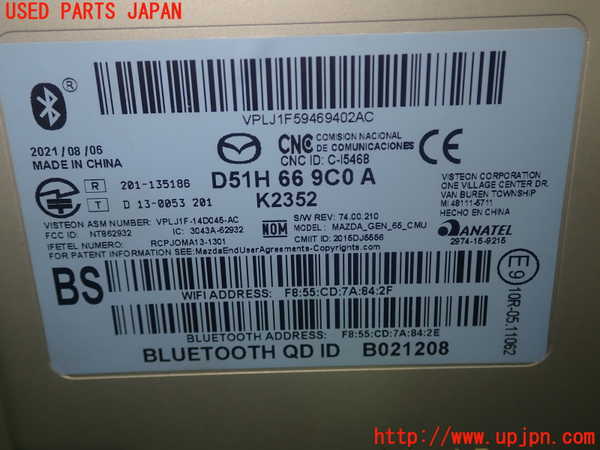 USED PARTS JAPAN
®
VPLJ1F59469402AC
2021/08/06
MADE IN CHINA
CNC COMISION NACIONAL DE COMUNICACIONES
CNC ID: C-I5468
CE
R 201-135186
T D 13-0053 201
D51H 66 9C0 A
K2352
VISTEON CORPORATION
ONE VILLAGE CENTER DR.
VAN BUREN TOWNSHIP
MI 48111-5711
HECHO EN CHINA
VISTEON ASM NUMBER: VPLJ1F-14D045-AC
FCC ID: NT862932 IC: 3043A-62932
IFETEL NUMERO: RCPJOMA13-1301
NOM
S/W REV: 74.00.210
MODEL: MAZDA_GEN_65_CMU
CMIIT ID: 2015DJ5556
FOR PATENT INFORMATION SEE: MazdaEndUserAgreements-Copyrights.com
ANATEL
2974-15-9215
BS
WIFI ADDRESS: F8:55:CD:7A:84:2F
BLUETOOTH ADDRESS: F8:55:CD:7A:84:2E
BLUETOOTH QD ID B021208
E9 10R-05.11062
http://www.upjpn.com/